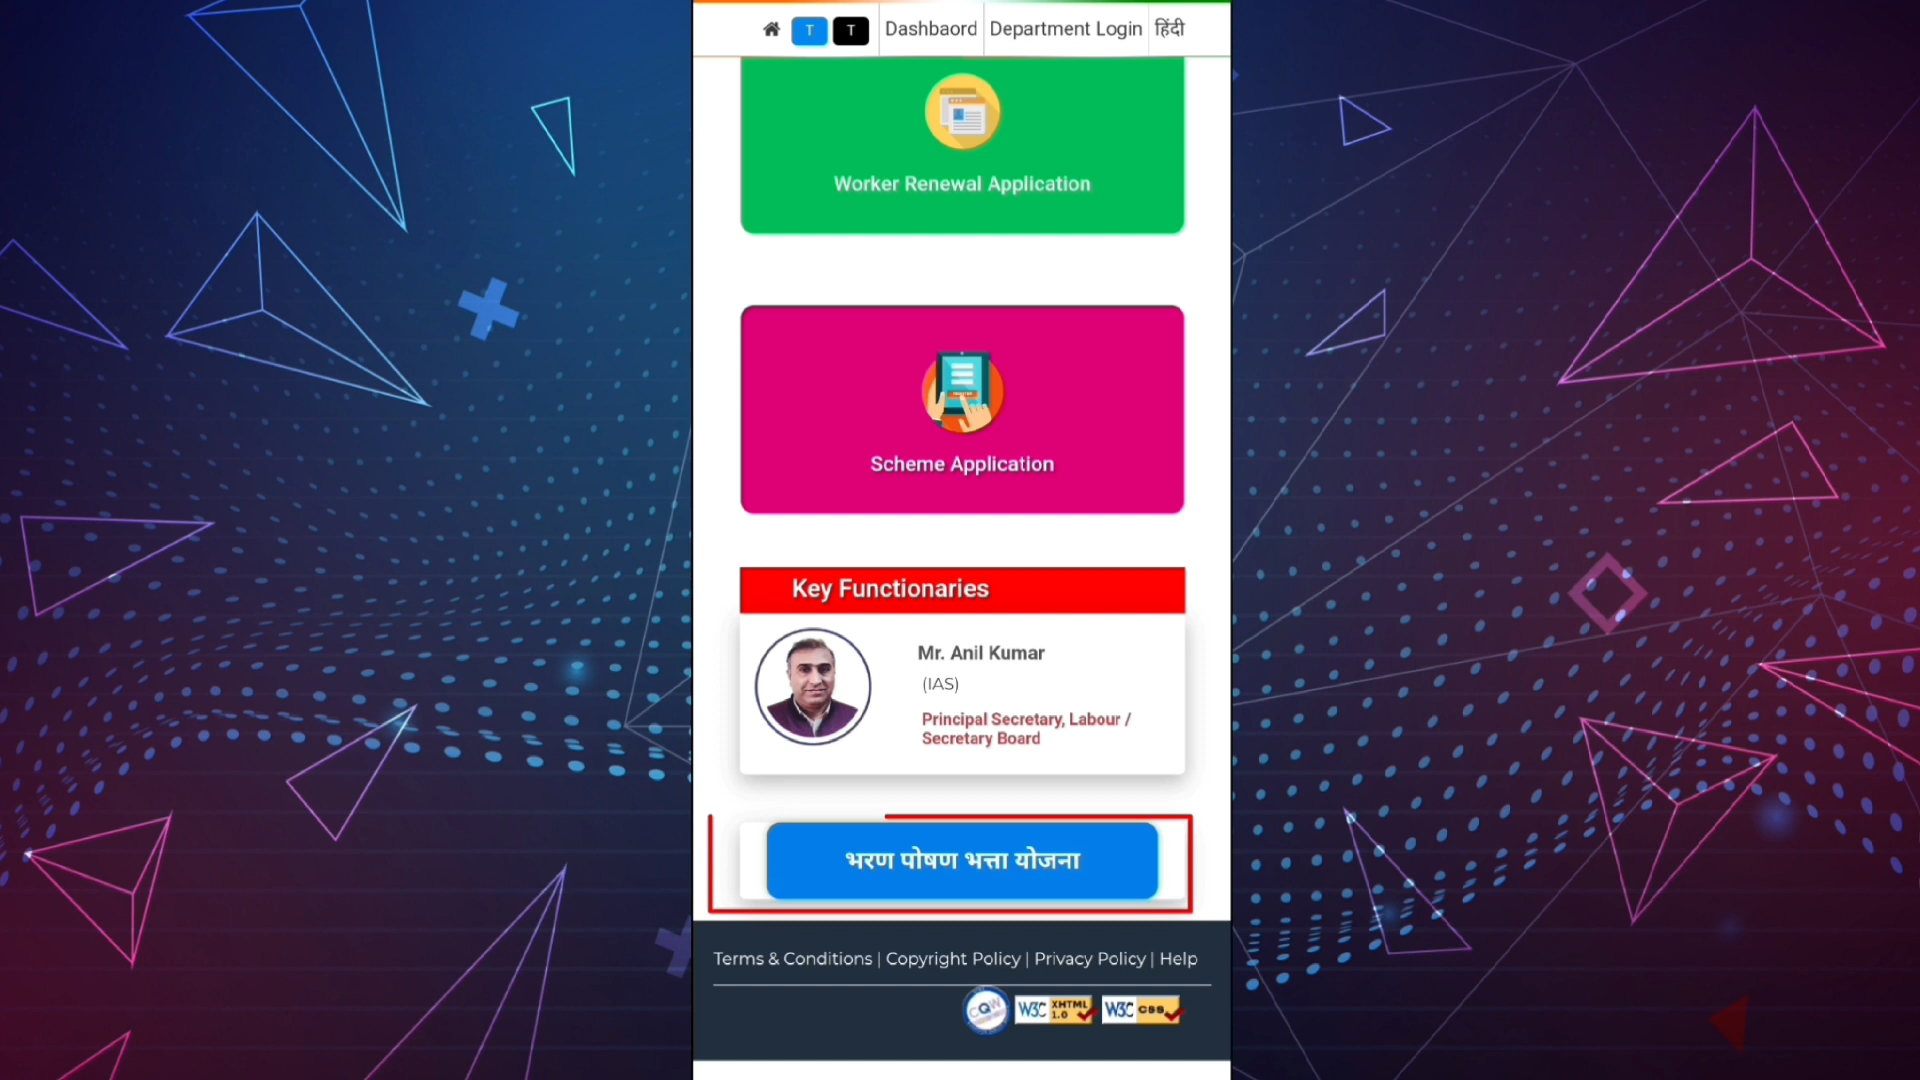 T T Dashbaord Department Login हिंदी
Worker Renewal Application
Scheme Application
Key Functionaries
Mr. Anil Kumar
(IAS)
Principal Secretary, Labour /
Secretary Board
भरण पोषण भत्ता योजना
Terms & Conditions | Copyright Policy | Privacy Policy | Help
CQW W3C XHTML 1.0 W3C CSS